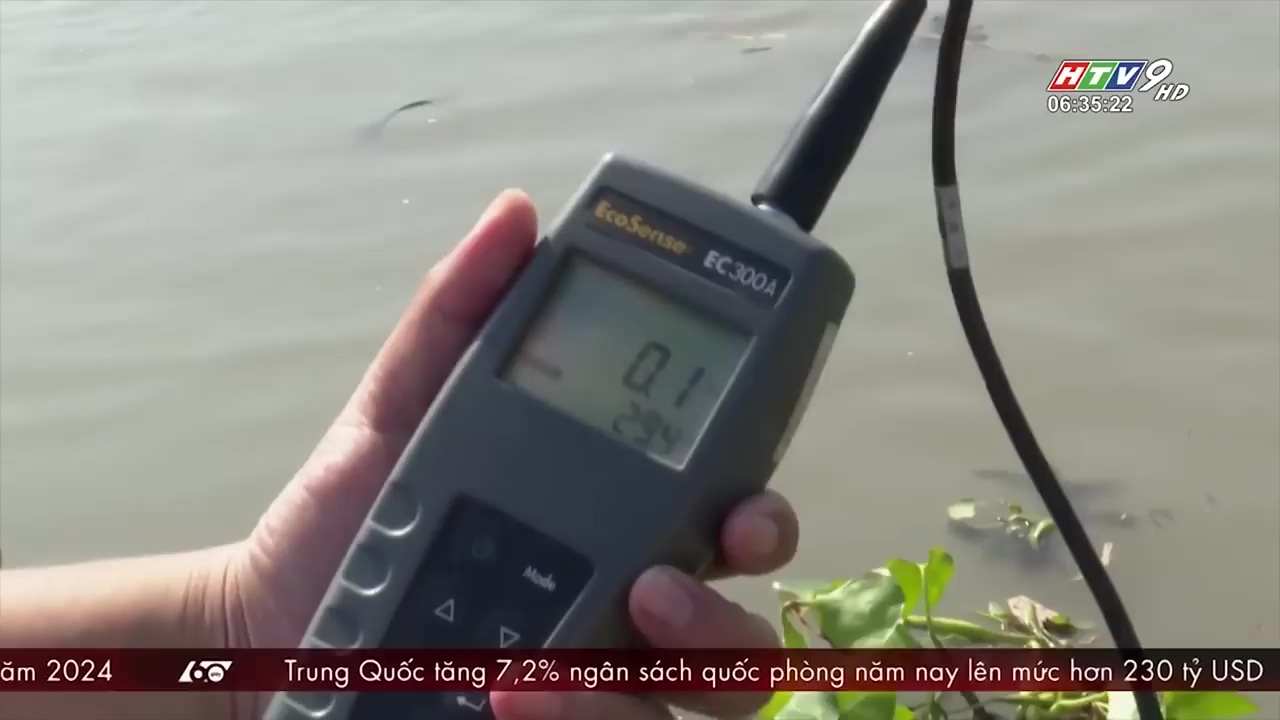 HTV9 HD
06:35:22
EcoSense EC300A
0.1
29.4
Mode
ăm 2024 60 Trung Quốc tăng 7,2% ngân sách quốc phòng năm nay lên mức hơn 230 tỷ USD